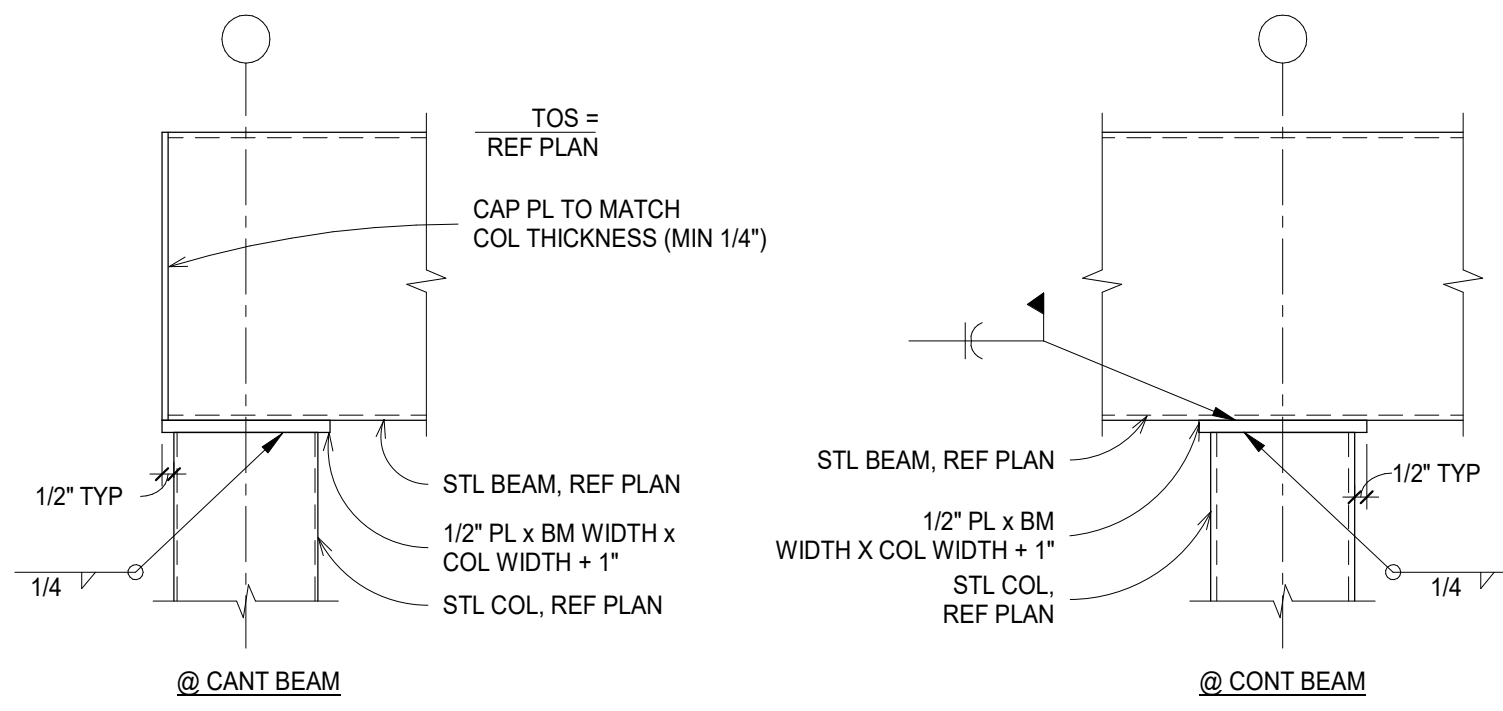 TOS =
REF PLAN
CAP PL TO MATCH
COL THICKNESS (MIN 1/4")
1/2" TYP
STL BEAM, REF PLAN
1/2" PL x BM WIDTH x
COL WIDTH + 1"
1/4
STL COL, REF PLAN
@ CANT BEAM
STL BEAM, REF PLAN
1/2" TYP
1/2" PL x BM
WIDTH X COL WIDTH + 1"
STL COL,
REF PLAN
1/4
@ CONT BEAM